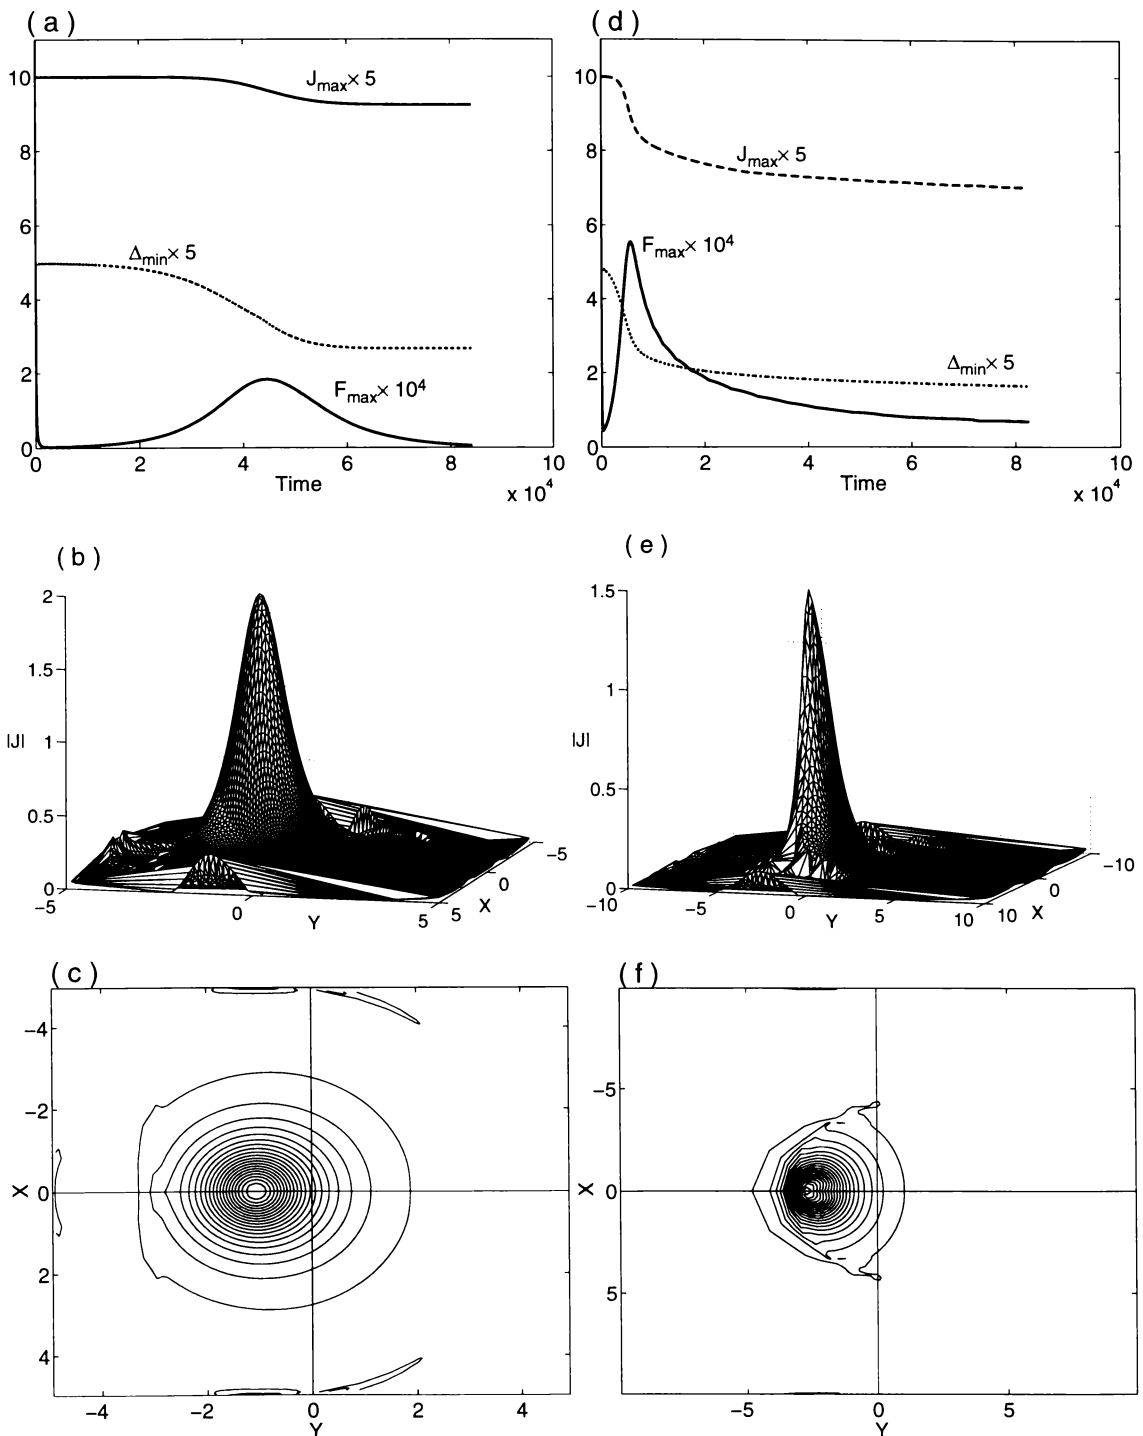 ( a )
10
8
6
4
2
0
J_max × 5
Δ_min × 5
F_max × 10^4
0 2 4 6 8 10
Time
x 10^4
( d )
10
8
6
4
2
0
J_max × 5
F_max × 10^4
Δ_min × 5
0 2 4 6 8 10
Time
x 10^4
( b )
2
1.5
1
0.5
0
|J|
−5 0 5
Y
5 0 −5
X
( e )
1.5
1
0.5
0
|J|
−10 −5 0 5 10
Y
10 0 −10
X
( c )
−4
−2
0
2
4
X
−4 −2 0 2 4
Y
( f )
−5
0
5
X
−5 0 5
Y